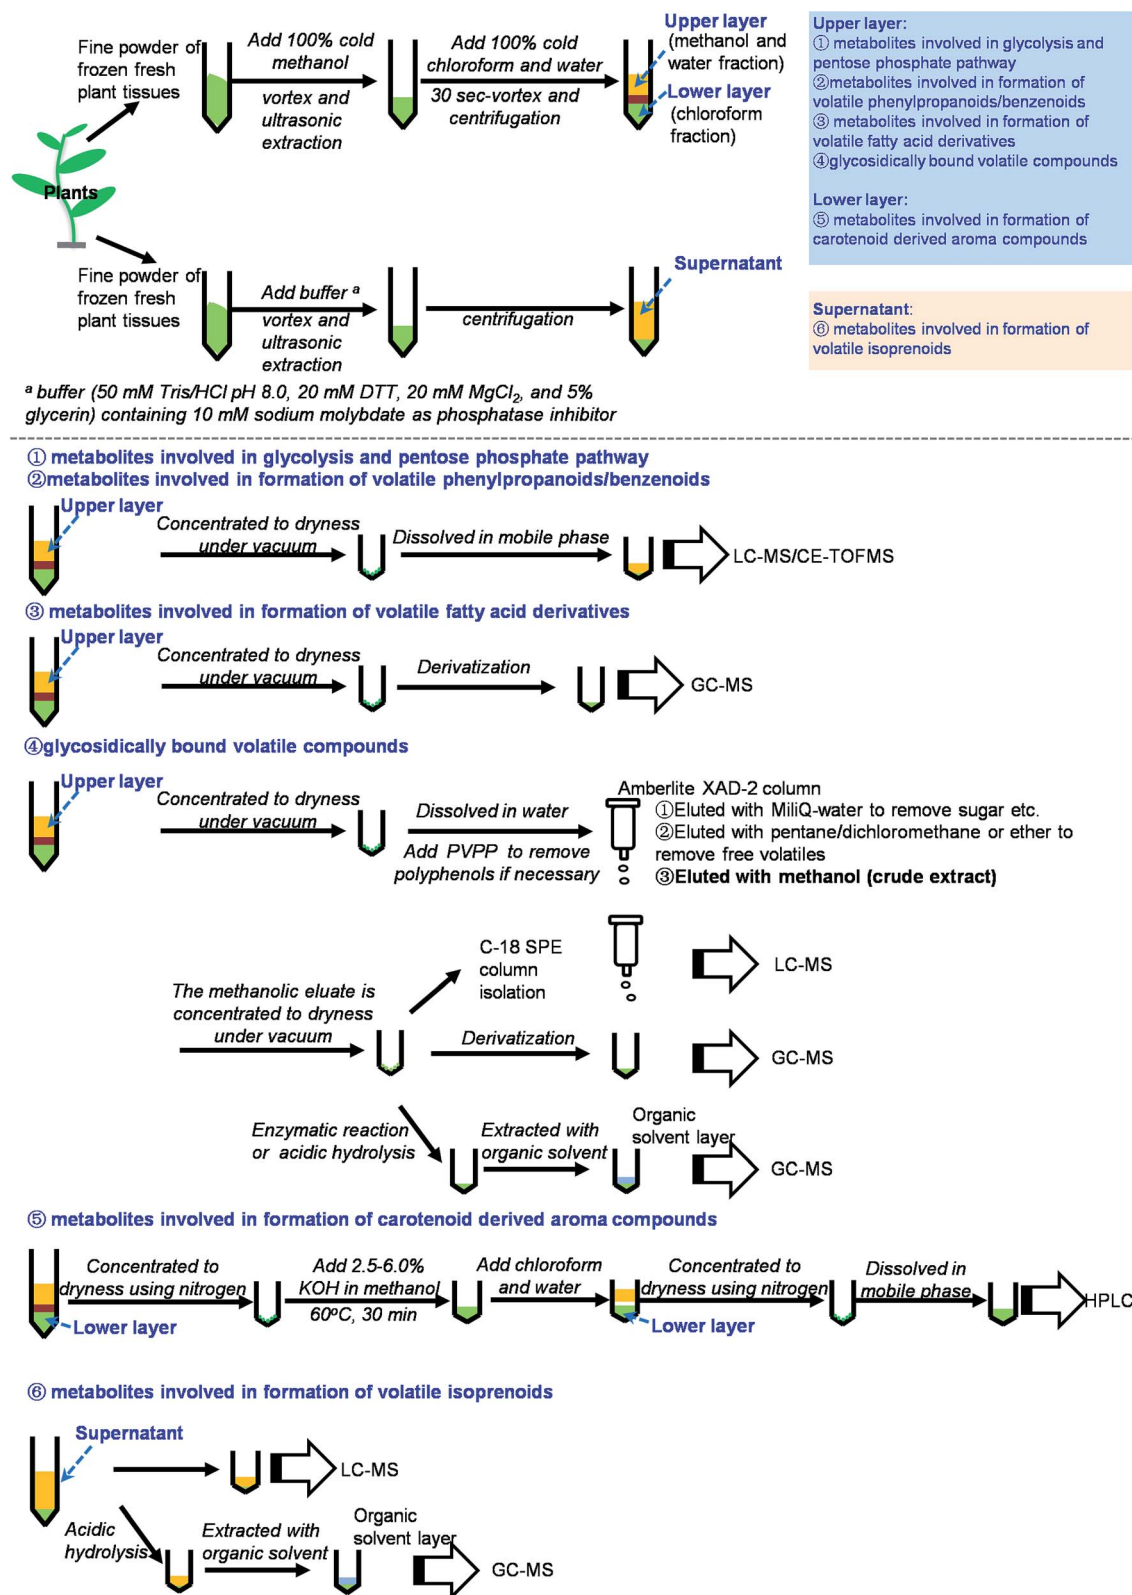 Fine powder of
frozen fresh
plant tissues
Add 100% cold
methanol
vortex and
ultrasonic
extraction
Add 100% cold
chloroform and water
30 sec-vortex and
centrifugation
Upper layer
(methanol and
water fraction)
Lower layer
(chloroform
fraction)
Upper layer:
① metabolites involved in glycolysis and
pentose phosphate pathway
②metabolites involved in formation of
volatile phenylpropanoids/benzenoids
③ metabolites involved in formation of
volatile fatty acid derivatives
④glycosidically bound volatile compounds
Lower layer:
⑤ metabolites involved in formation of
carotenoid derived aroma compounds
Plants
Fine powder of
frozen fresh
plant tissues
Add buffer a
vortex and
ultrasonic
extraction
centrifugation
Supernatant
Supernatant:
⑥ metabolites involved in formation of
volatile isoprenoids
a buffer (50 mM Tris/HCl pH 8.0, 20 mM DTT, 20 mM MgCl2, and 5%
glycerin) containing 10 mM sodium molybdate as phosphatase inhibitor
① metabolites involved in glycolysis and pentose phosphate pathway
②metabolites involved in formation of volatile phenylpropanoids/benzenoids
Upper layer
Concentrated to dryness
under vacuum
Dissolved in mobile phase
LC-MS/CE-TOFMS
③ metabolites involved in formation of volatile fatty acid derivatives
Upper layer
Concentrated to dryness
under vacuum
Derivatization
GC-MS
④glycosidically bound volatile compounds
Upper layer
Concentrated to dryness
under vacuum
Dissolved in water
Add PVPP to remove
polyphenols if necessary
Amberlite XAD-2 column
①Eluted with MiliQ-water to remove sugar etc.
②Eluted with pentane/dichloromethane or ether to
remove free volatiles
③Eluted with methanol (crude extract)
The methanolic eluate is
concentrated to dryness
under vacuum
C-18 SPE
column
isolation
LC-MS
Derivatization
GC-MS
Enzymatic reaction
or acidic hydrolysis
Extracted with
organic solvent
Organic
solvent layer
GC-MS
⑤ metabolites involved in formation of carotenoid derived aroma compounds
Concentrated to
dryness using nitrogen
Add 2.5-6.0%
KOH in methanol
60ºC, 30 min
Add chloroform
and water
Concentrated to
dryness using nitrogen
Dissolved in
mobile phase
HPLC
Lower layer
Lower layer
⑥ metabolites involved in formation of volatile isoprenoids
Supernatant
LC-MS
Acidic
hydrolysis
Extracted with
organic solvent
Organic
solvent layer
GC-MS